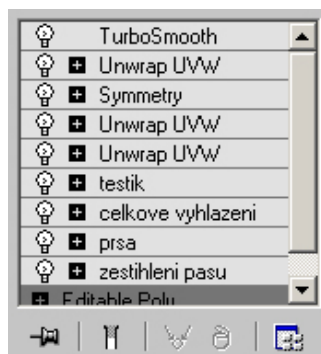 TurboSmooth
Unwrap UVW
Symmetry
Unwrap UVW
Unwrap UVW
testik
celkove vyhlazeni
prsa
zestihleni pasu
Editable Poly